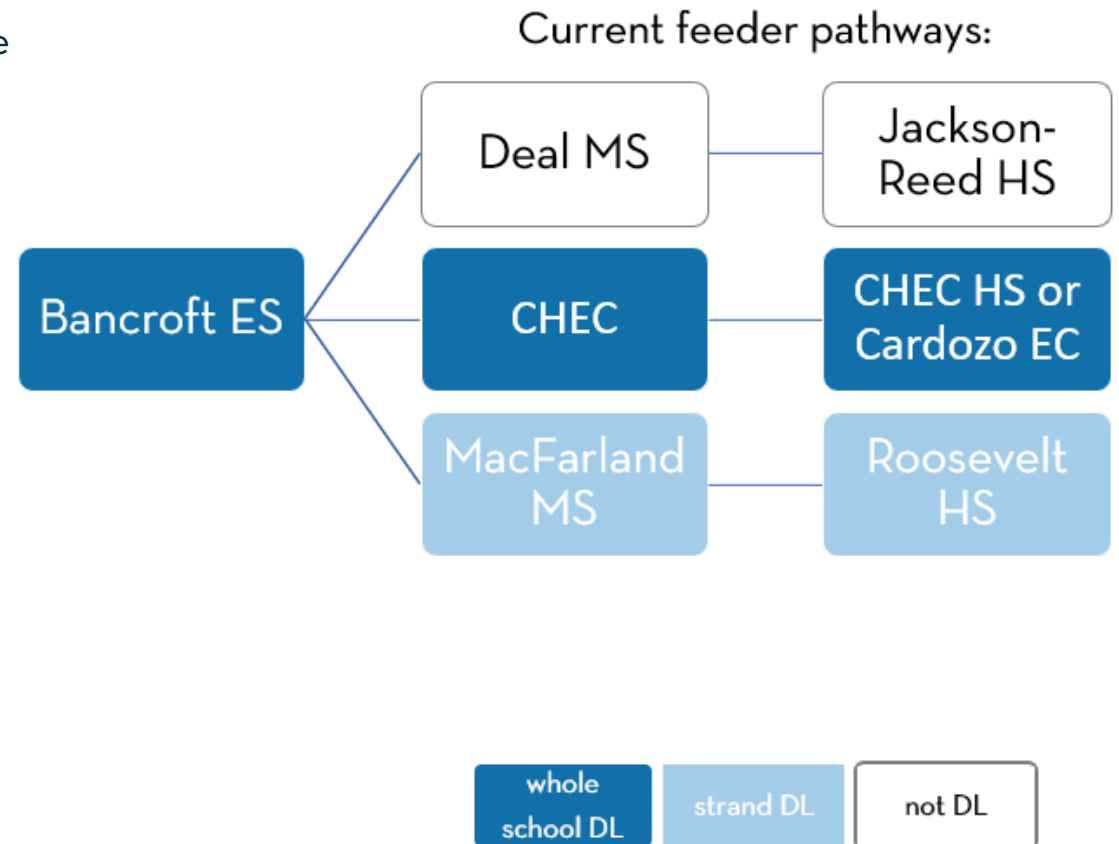 e
Current feeder pathways:
Deal MS
Jackson-
Reed HS
Bancroft ES
CHEC
CHEC HS or
Cardozo EC
MacFarland
MS
Roosevelt
HS
whole
school DL
strand DL
not DL